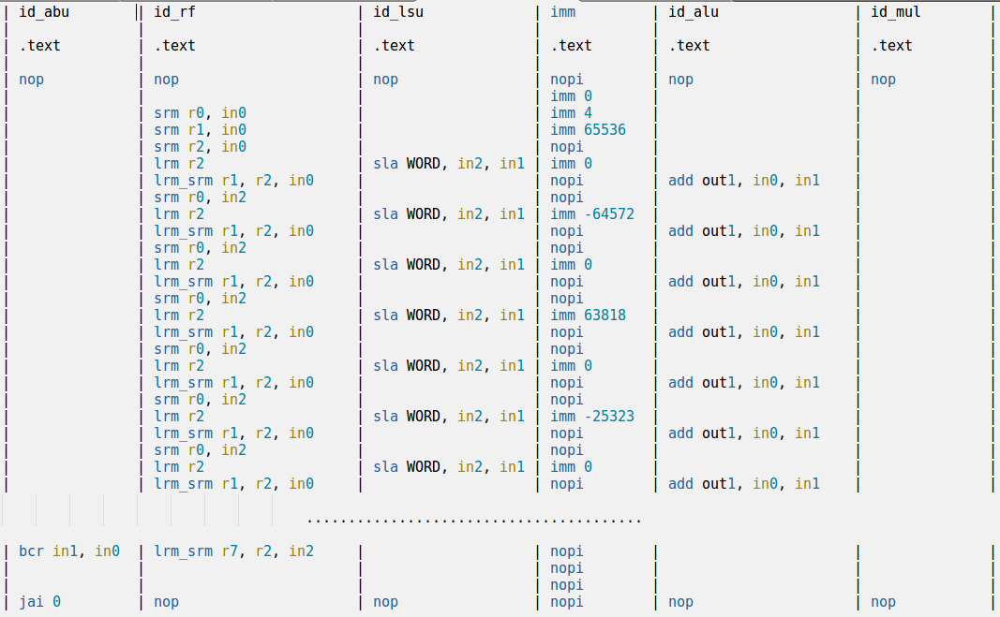 | id_abu | id_rf | id_lsu | imm | id_alu | id_mul |
| | | | | | |
| .text | .text | .text | .text | .text | .text |
| | | | | | |
| nop | nop | nop | nopi | nop | nop |
| | | | imm 0 | | |
| | srm r0, in0 | | imm 4 | | |
| | srm r1, in0 | | imm 65536 | | |
| | srm r2, in0 | | nopi | | |
| | lrm r2 | sla WORD, in2, in1 | imm 0 | | |
| | lrm_srm r1, r2, in0 | | nopi | add out1, in0, in1 | |
| | srm r0, in2 | | nopi | | |
| | lrm r2 | sla WORD, in2, in1 | imm -64572 | | |
| | lrm_srm r1, r2, in0 | | nopi | add out1, in0, in1 | |
| | srm r0, in2 | | nopi | | |
| | lrm r2 | sla WORD, in2, in1 | imm 0 | | |
| | lrm_srm r1, r2, in0 | | nopi | add out1, in0, in1 | |
| | srm r0, in2 | | nopi | | |
| | lrm r2 | sla WORD, in2, in1 | imm 63818 | | |
| | lrm_srm r1, r2, in0 | | nopi | add out1, in0, in1 | |
| | srm r0, in2 | | nopi | | |
| | lrm r2 | sla WORD, in2, in1 | imm 0 | | |
| | lrm_srm r1, r2, in0 | | nopi | add out1, in0, in1 | |
| | srm r0, in2 | | nopi | | |
| | lrm r2 | sla WORD, in2, in1 | imm -25323 | | |
| | lrm_srm r1, r2, in0 | | nopi | add out1, in0, in1 | |
| | srm r0, in2 | | nopi | | |
| | lrm r2 | sla WORD, in2, in1 | imm 0 | | |
| | lrm_srm r1, r2, in0 | | nopi | add out1, in0, in1 | |
........................................
| bcr in1, in0 | lrm_srm r7, r2, in2 | | nopi | | |
| | | | nopi | | |
| | | | nopi | | |
| jai 0 | nop | nop | nopi | nop | nop |